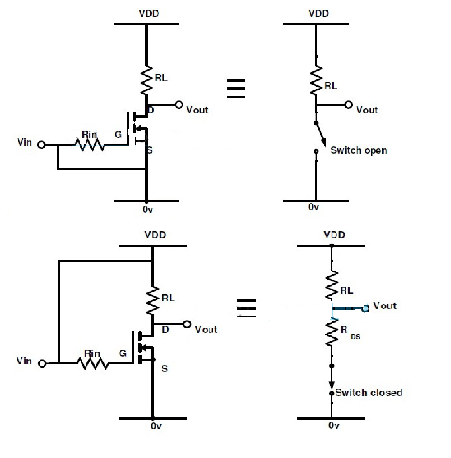 VDD VDD
RL RL
D
Vout Vout
Rin G
Vin
S Switch open
0v 0v
VDD VDD
RL RL
D Vout Vout
R DS
Rin G
Vin S
Switch closed
0v 0v